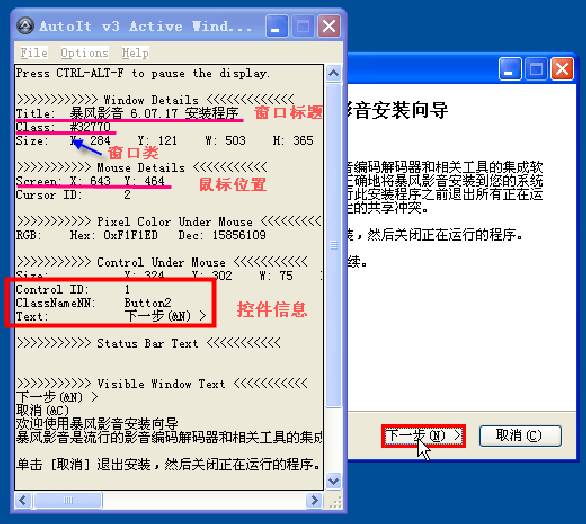 AutoIt v3 Active Wind...
File Options Help
Press CTRL-ALT-F to pause the display.
>>>>>>>>>>> Window Details <<<<<<<<<<<<<
Title: 暴风影音 6.07.17 安装程序 窗口标题
Class: #32770
Size: X: 284 Y: 121 W: 503 H: 365
窗口类
>>>>>>>>>>> Mouse Details <<<<<<<<<<<<<
Screen: X: 643 Y: 464 鼠标位置
Cursor ID: 2
>>>>>>>>>>> Pixel Color Under Mouse <<<<<<<<<<<
RGB: Hex: 0xF1F1ED Dec: 15856109
>>>>>>>>>>> Control Under Mouse <<<<<<<<<<<
Size: X: 324 Y: 302 W: 75 H
Control ID: 1
ClassNameNN: Button2 控件信息
Text: 下一步(&N) >
>>>>>>>>>>> Status Bar Text <<<<<<<<<<<
>>>>>>>>>>> Visible Window Text <<<<<<<<<<<
下一步(&N) >
取消(&C)
欢迎使用暴风影音安装向导
暴风影音是流行的影音编码解码器和相关工具的集成
单击 [取消] 退出安装，然后关闭正在运行的程序。
影音安装向导
音编码解码器和相关工具的集成软
正确地将暴风影音安装到您的系统
行此安装程序之前退出所有正在运
生的共享冲突。
装，然后关闭正在运行的程序。
续。
下一步(N) > 取消(C)